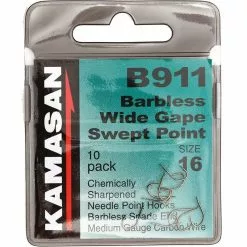 KAMASAN
B911
Barbless
Wide Gape
Swept Point
10
pack
SIZE
16
Chemically
Sharpened
Needle Point Hooks
Barbless Spade End
Medium Gauge Carbon Wire